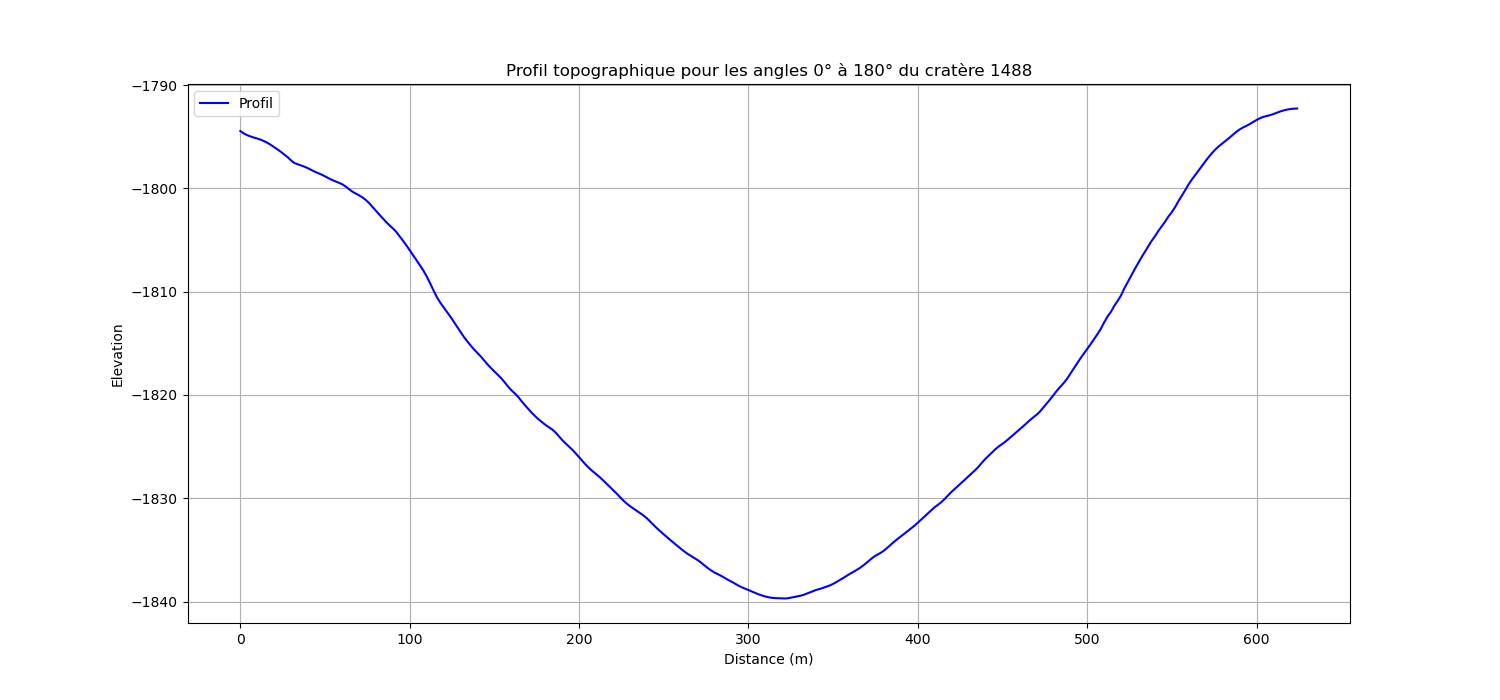 Profil topographique pour les angles 0° à 180° du cratère 1488
Profil
−1790
−1800
−1810
−1820
−1830
−1840
Elevation
0 100 200 300 400 500 600
Distance (m)